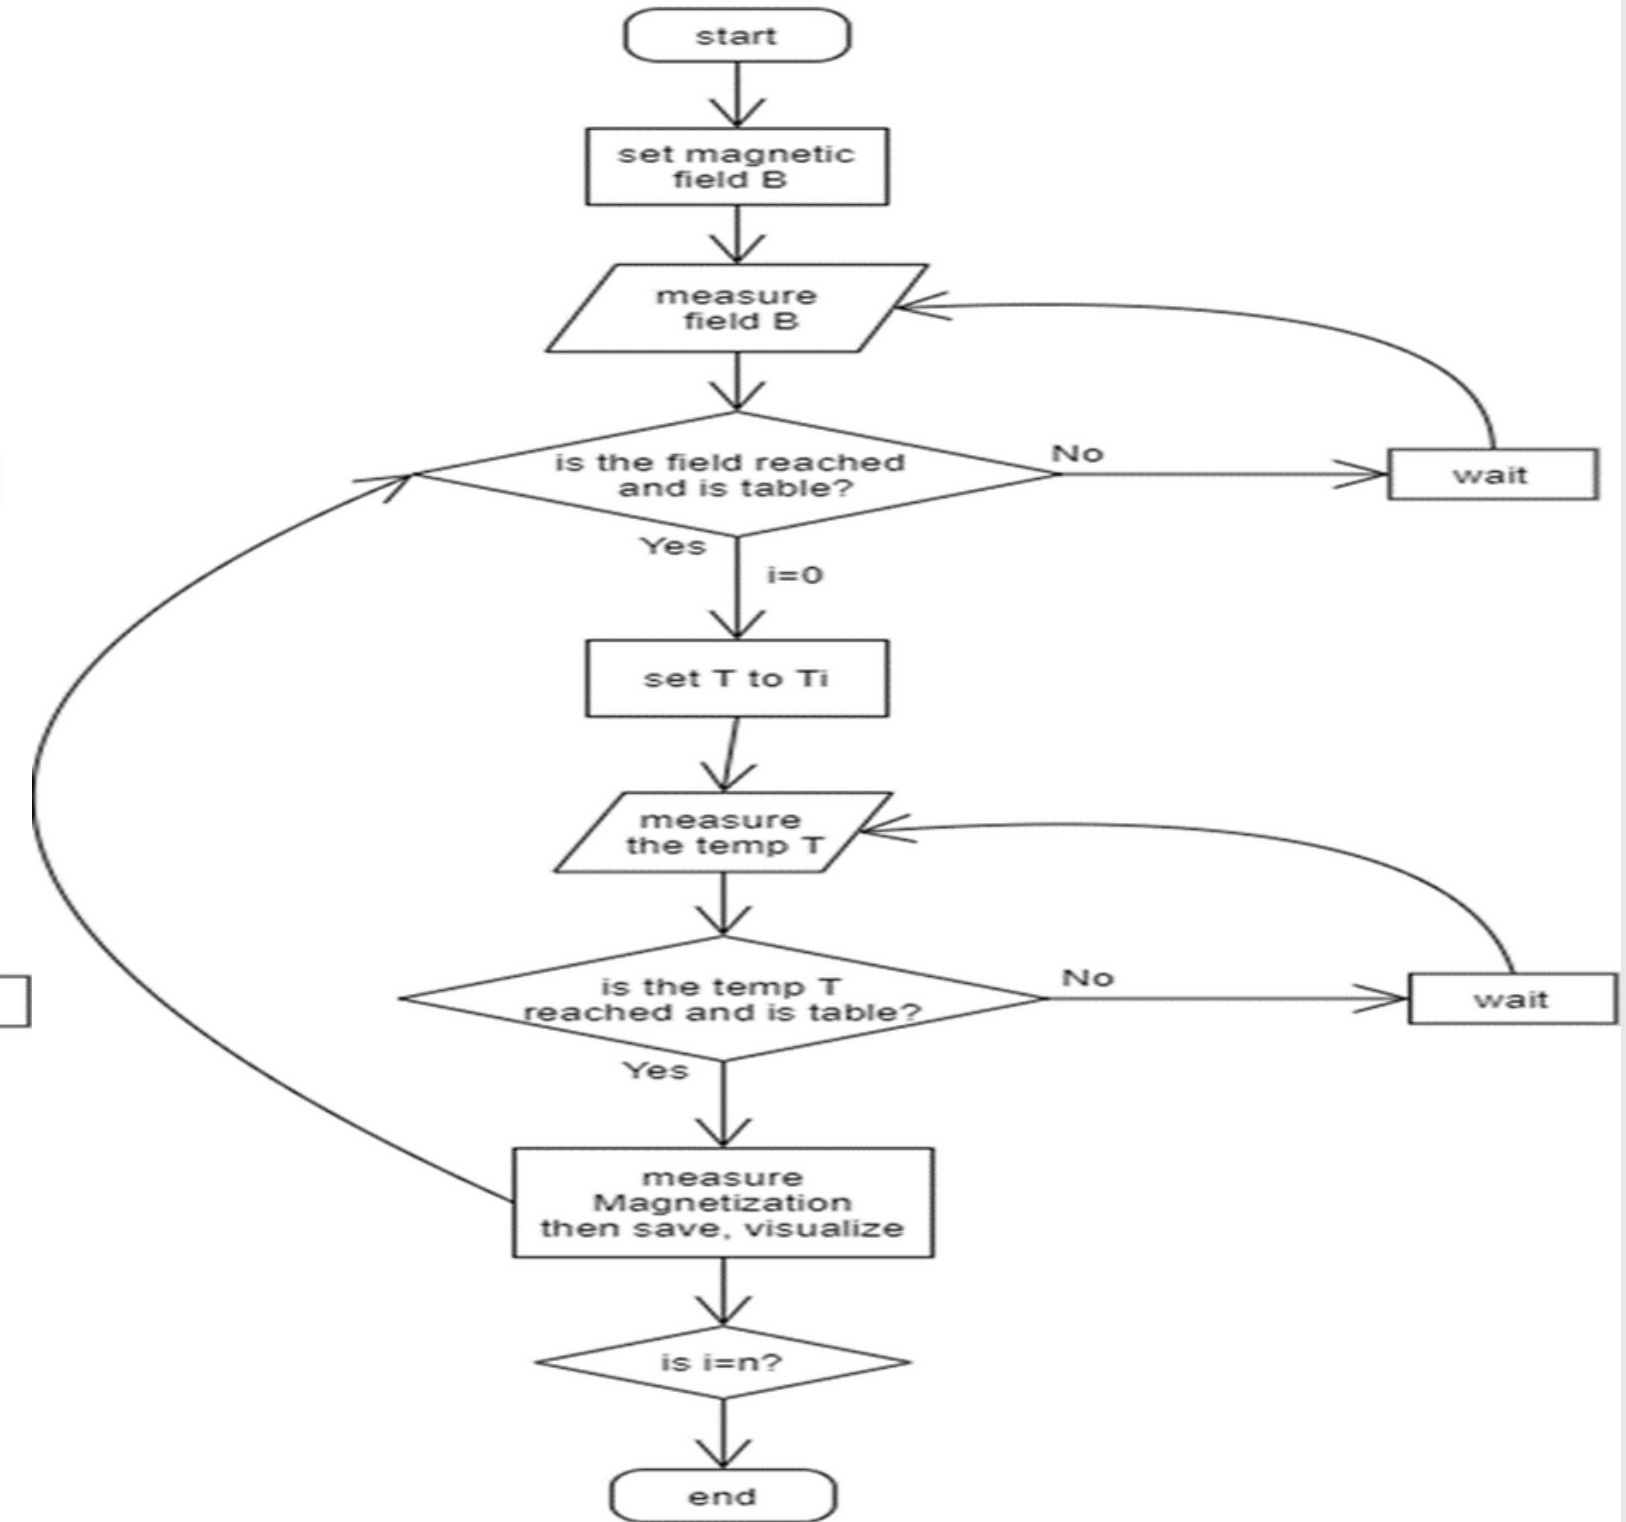 start
set magnetic
field B
measure
field B
is the field reached
and is table?
No
wait
Yes
i=0
set T to Ti
measure
the temp T
is the temp T
reached and is table?
No
wait
Yes
measure
Magnetization
then save, visualize
is i=n?
end